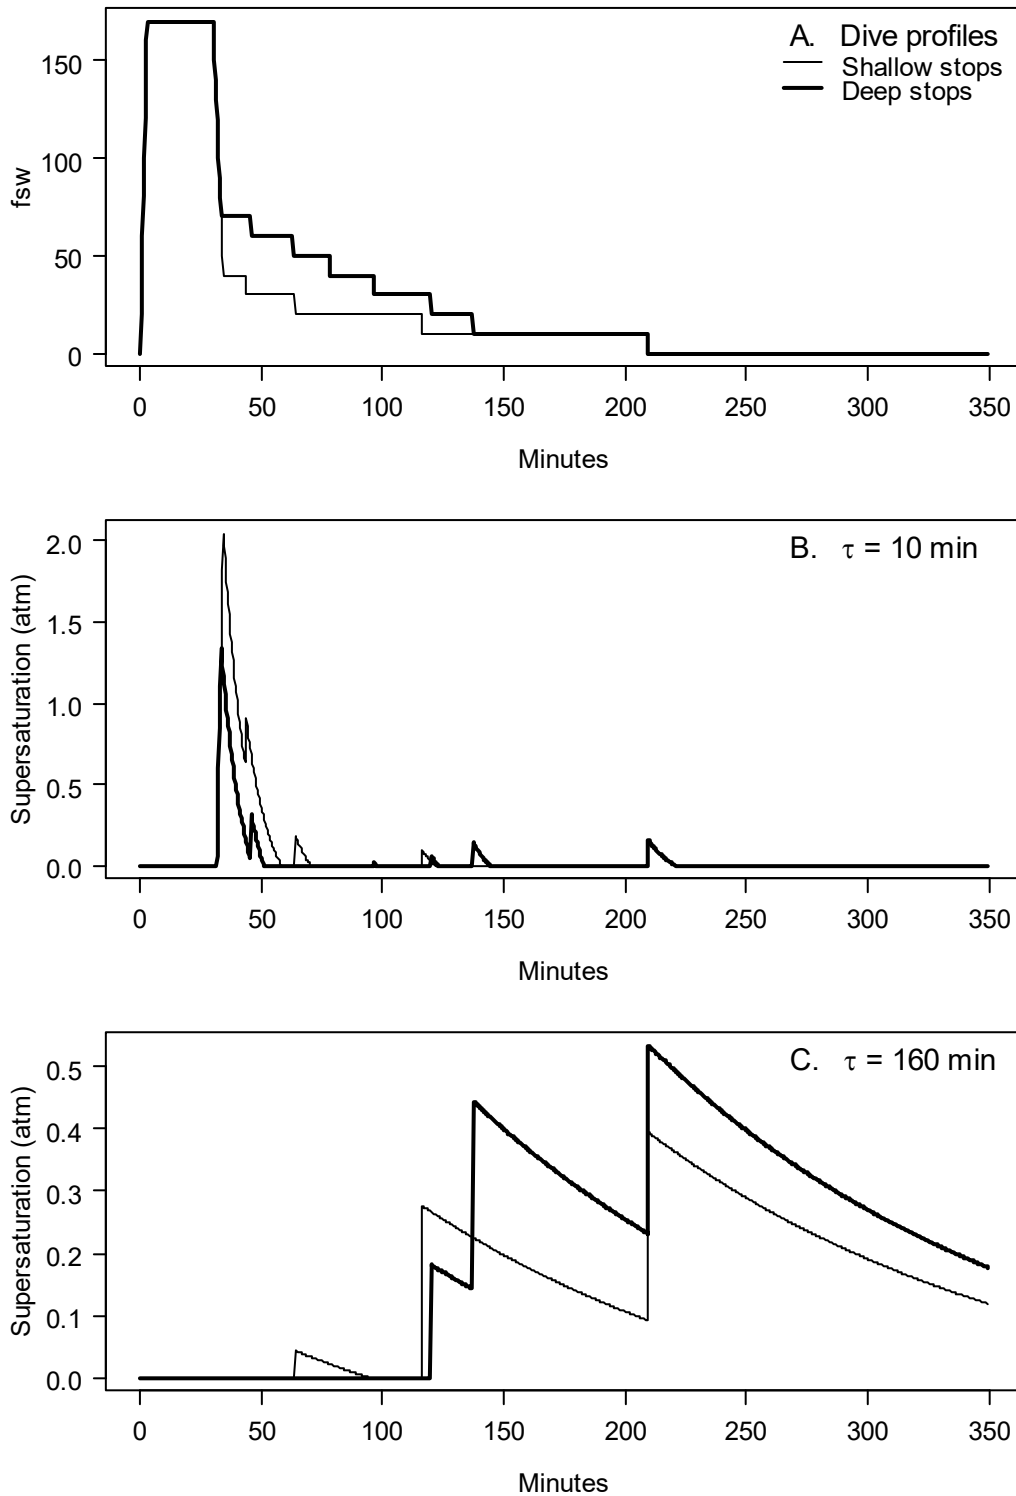 A. Dive profiles
Shallow stops
Deep stops
fsw
150
100
50
0
0 50 100 150 200 250 300 350
Minutes
B. τ = 10 min
Supersaturation (atm)
2.0
1.5
1.0
0.5
0.0
0 50 100 150 200 250 300 350
Minutes
C. τ = 160 min
Supersaturation (atm)
0.5
0.4
0.3
0.2
0.1
0.0
0 50 100 150 200 250 300 350
Minutes